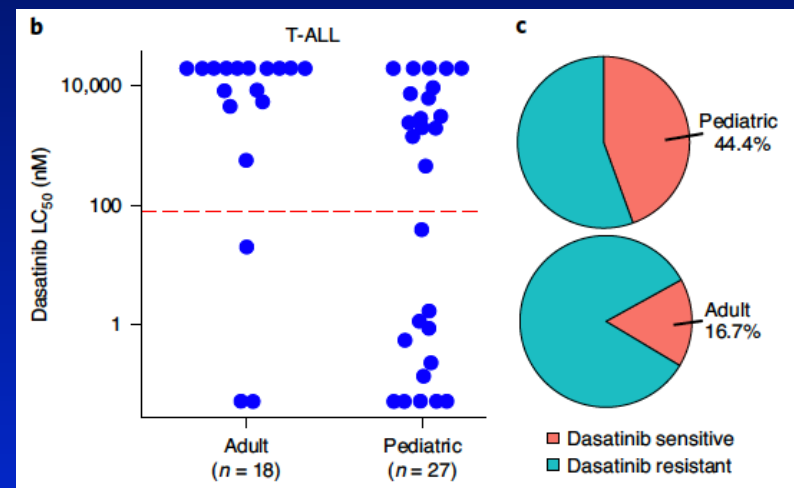 b
T-ALL
Dasatinib LC50 (nM)
10,000
100
1
Adult
(n = 18)
Pediatric
(n = 27)
c
Pediatric
44.4%
Adult
16.7%
Dasatinib sensitive
Dasatinib resistant